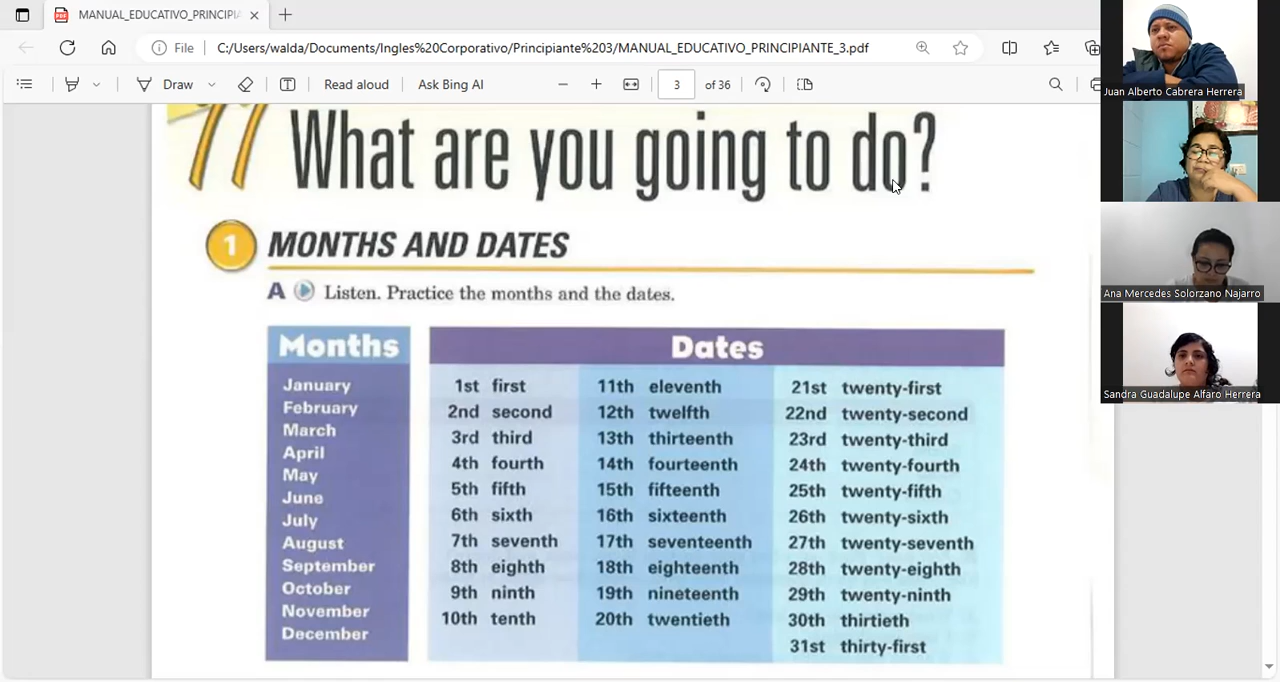 MANUAL_EDUCATIVO_PRINCIPIA
File
C:/Users/walda/Documents/Ingles%20Corporativo/Principiante%203/MANUAL_EDUCATIVO_PRINCIPIANTE_3.pdf
Draw
Read aloud
Ask Bing AI
3 of 36
What are you going to do?
1 MONTHS AND DATES
A Listen. Practice the months and the dates.
Months
January
February
March
April
May
June
July
August
September
October
November
December
Dates
1st first
2nd second
3rd third
4th fourth
5th fifth
6th sixth
7th seventh
8th eighth
9th ninth
10th tenth
11th eleventh
12th twelfth
13th thirteenth
14th fourteenth
15th fifteenth
16th sixteenth
17th seventeenth
18th eighteenth
19th nineteenth
20th twentieth
21st twenty-first
22nd twenty-second
23rd twenty-third
24th twenty-fourth
25th twenty-fifth
26th twenty-sixth
27th twenty-seventh
28th twenty-eighth
29th twenty-ninth
30th thirtieth
31st thirty-first
Juan Alberto Cabrera Herrera
Ana Mercedes Solorzano Najarro
Sandra Guadalupe Alfaro Herrera